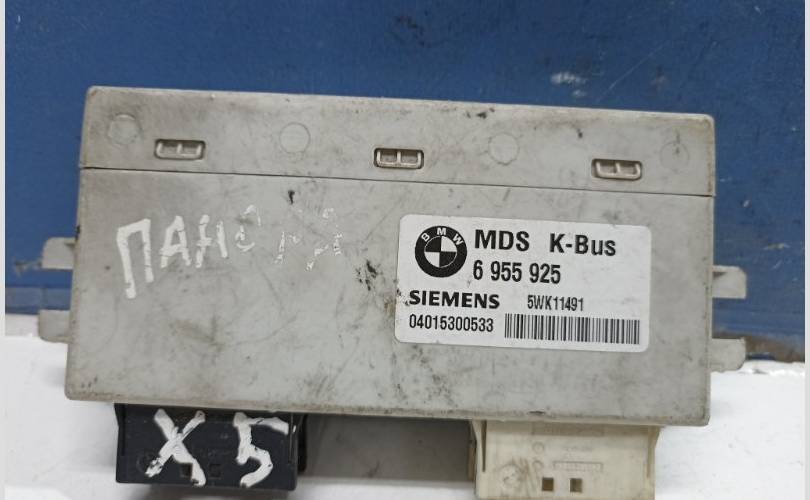 BMW
MDS K-Bus
6 955 925
SIEMENS 5WK11491
04015300533
X5